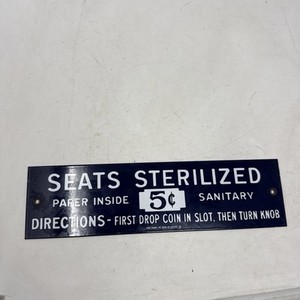 SEATS STERILIZED
PAPER INSIDE 5¢ SANITARY
DIRECTIONS - FIRST DROP COIN IN SLOT, THEN TURN KNOB